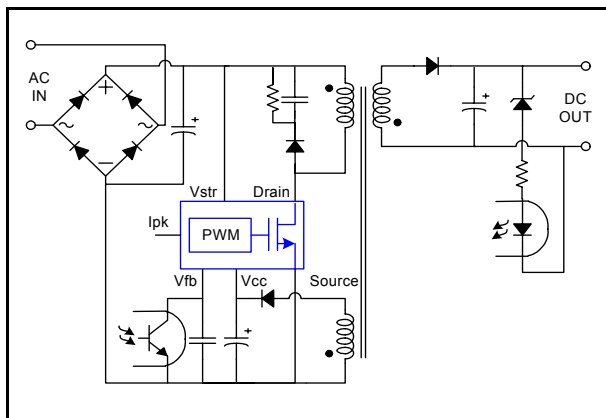 AC
IN
+
~
~
−
+
+
DC
OUT
Vstr
Drain
Ipk
PWM
Vfb
Vcc
Source
+